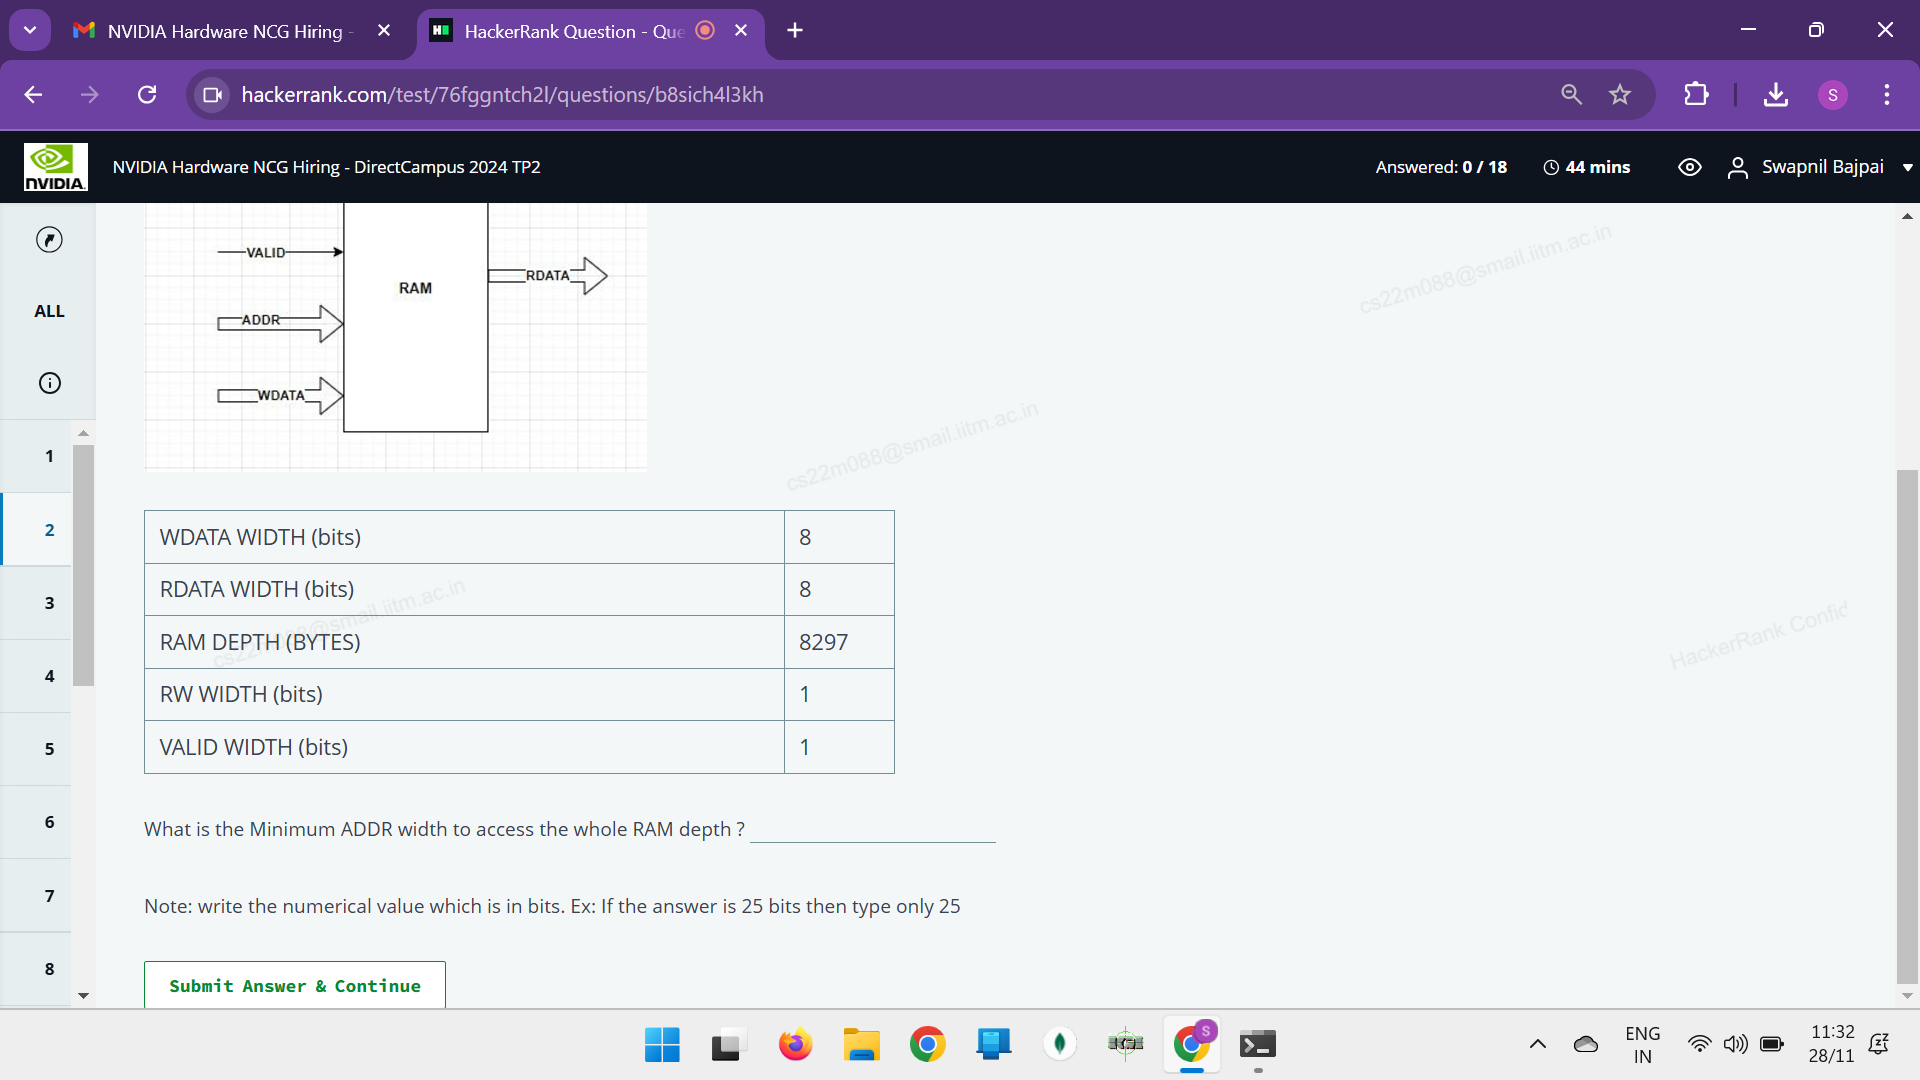 NVIDIA Hardware NCG Hiring -
HackerRank Question - Que
hackerrank.com/test/76fggntch2l/questions/b8sich4l3kh
S
NVIDIA
NVIDIA Hardware NCG Hiring - DirectCampus 2024 TP2
Answered: 0 / 18
44 mins
Swapnil Bajpai
ALL
1
2
3
4
5
6
7
8
VALID
ADDR
WDATA
RAM
RDATA
cs22m088@smail.iitm.ac.in
cs22m088@smail.iitm.ac.in
cs22m088@smail.iitm.ac.in
HackerRank Confid
WDATA WIDTH (bits) 8
RDATA WIDTH (bits) 8
RAM DEPTH (BYTES) 8297
RW WIDTH (bits) 1
VALID WIDTH (bits) 1
What is the Minimum ADDR width to access the whole RAM depth ?
Note: write the numerical value which is in bits. Ex: If the answer is 25 bits then type only 25
Submit Answer & Continue
S
ENG
IN
11:32
28/11